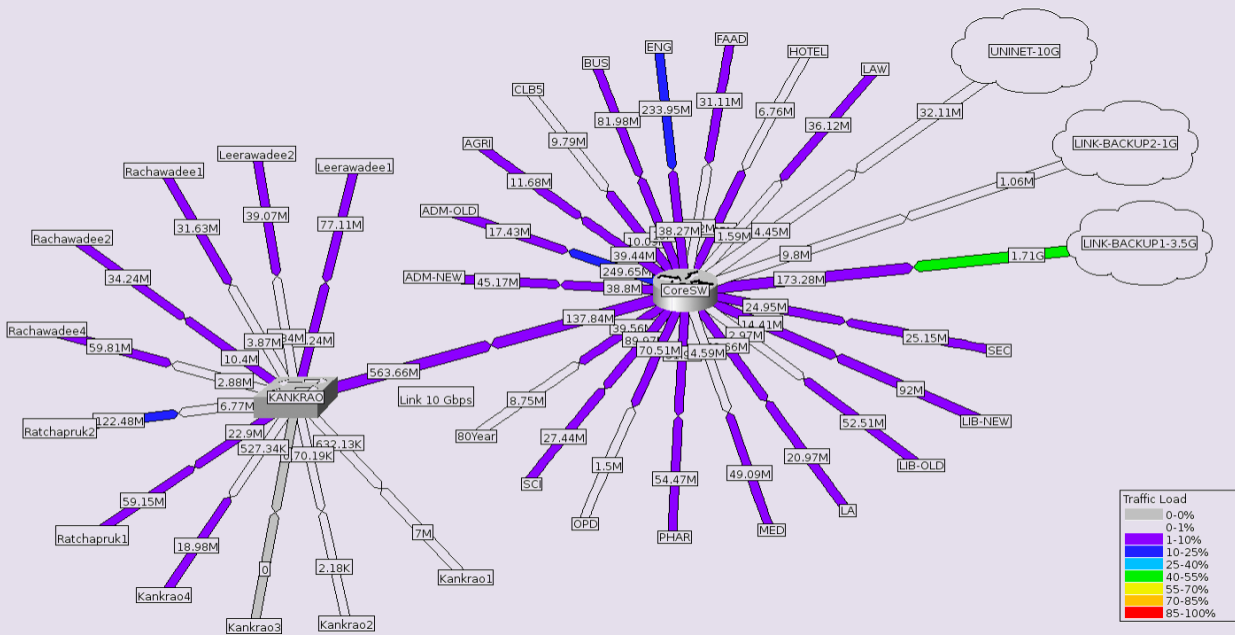 UNINET-10G
FAAD
ENG
HOTEL
BUS
LAW
CLB5
233.95M
31.11M
6.76M
32.11M
81.98M
36.12M
9.79M
LINK-BACKUP2-1G
AGRI
Leerawadee2
Leerawadee1
Rachawadee1
11.68M
1.06M
ADM-OLD
39.07M
77.11M
31.63M
17.43M
38.27M
1.59M
4.45M
Rachawadee2
LINK-BACKUP1-3.5G
39.44M
9.8M
1.71G
34.24M
249.65M
ADM-NEW
45.17M
38.8M
CoreSW
173.28M
24.95M
137.84M
14.41M
Rachawadee4
39.56M
2.97M
25.15M
SEC
59.81M
3.87M
70.51M
4.59M
10.4M
563.66M
2.88M
92M
KANKRAO
Link 10 Gbps
8.75M
6.77M
122.48M
52.51M
LIB-NEW
Ratchapruk2
22.9M
80Year
27.44M
527.34K
632.13K
70.19K
1.5M
20.97M
LIB-OLD
54.47M
49.09M
SCI
59.15M
LA
OPD
MED
PHAR
Ratchapruk1
7M
18.98M
0
2.18K
Kankrao1
Kankrao4
Kankrao3
Kankrao2
Traffic Load
0-0%
0-1%
1-10%
10-25%
25-40%
40-55%
55-70%
70-85%
85-100%